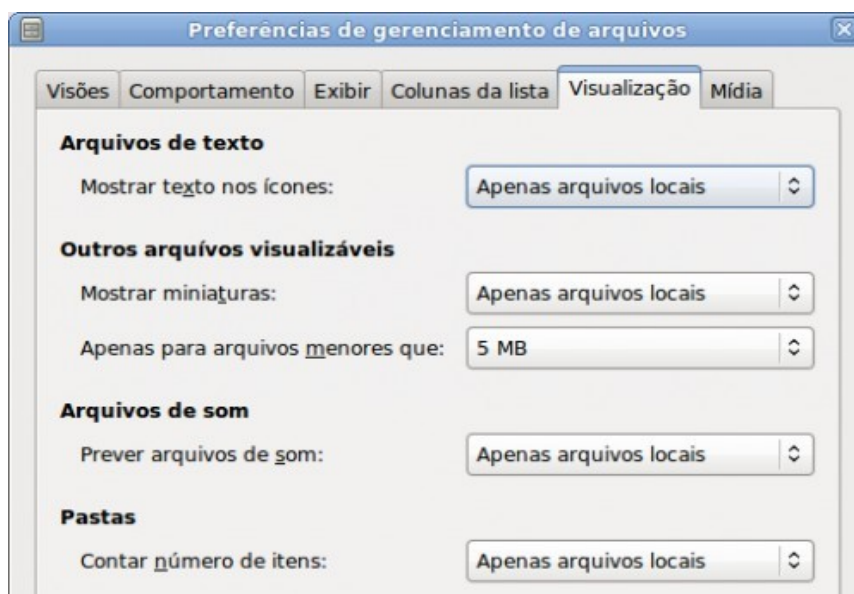 Preferências de gerenciamento de arquivos
Visões Comportamento Exibir Colunas da lista Visualização Mídia
Arquivos de texto
Mostrar texto nos ícones: Apenas arquivos locais
Outros arquívos visualizáveis
Mostrar miniaturas: Apenas arquivos locais
Apenas para arquivos menores que: 5 MB
Arquivos de som
Prever arquivos de som: Apenas arquivos locais
Pastas
Contar número de itens: Apenas arquivos locais